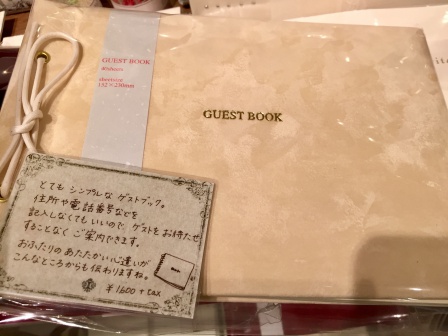 GUEST BOOK
40sheets
sheetsize
192×250mm
GUEST BOOK
とても シンプルな ゲストブック。
住所や電話番号などを
記入しなくても いいので、ゲストをお待たせ
することなく ご案内できます。
おふたりの あたたかい心遣いが
こんなところからも伝わりますね。
¥1600+tax